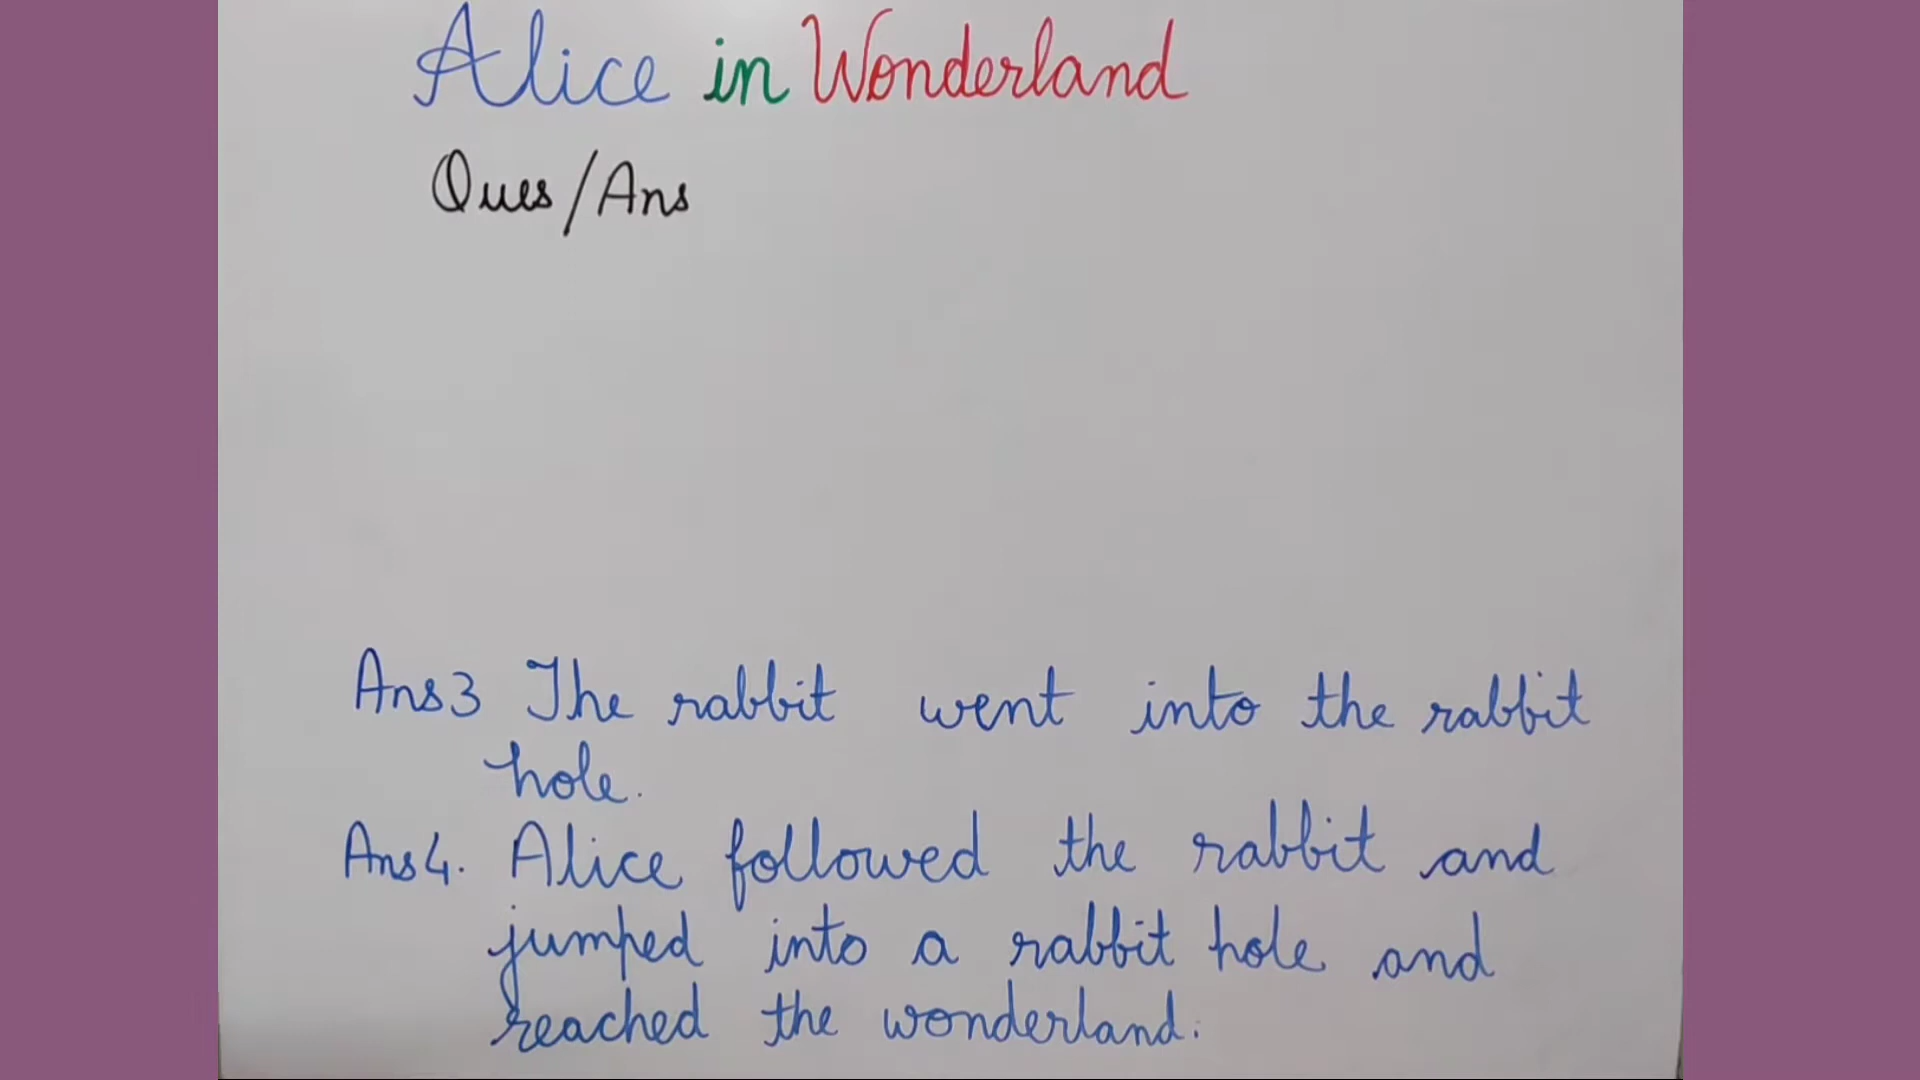 Alice in Wonderland
Ques/Ans
Ans3 The rabbit went into the rabbit
hole.
Ans4. Alice followed the rabbit and
jumped into a rabbit hole and
reached the wonderland.